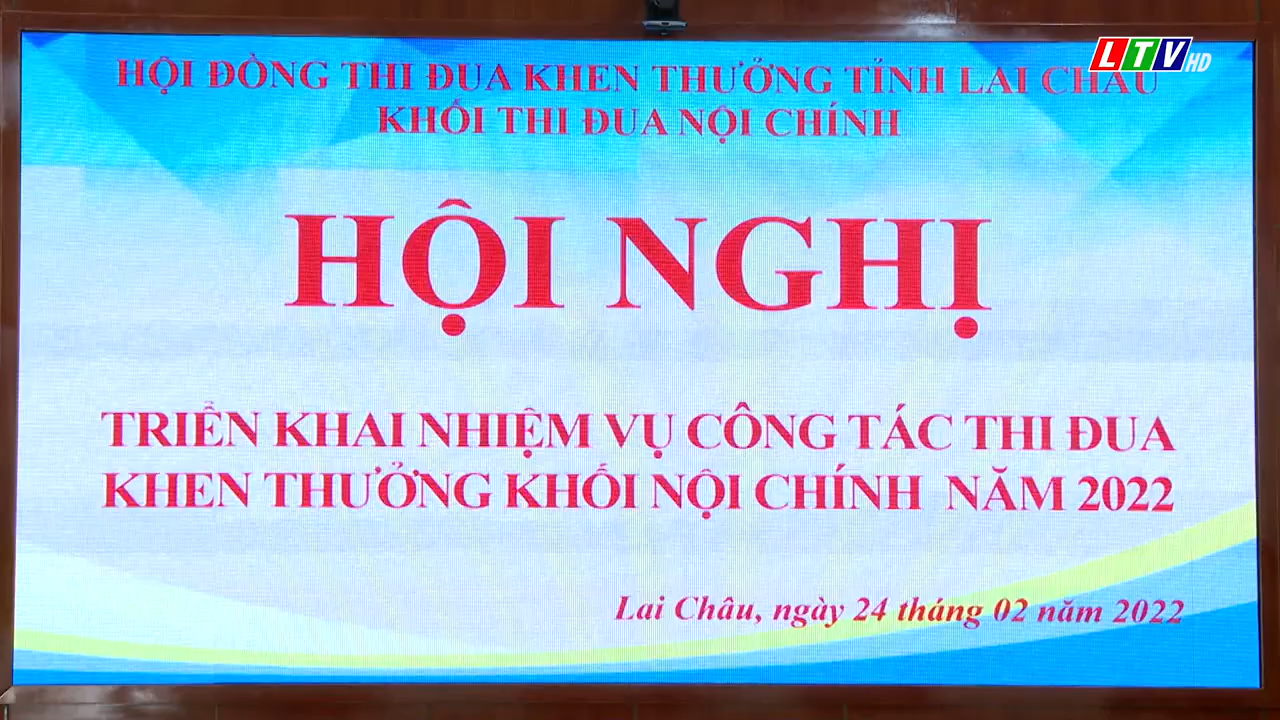 LTV HD
HỘI ĐỒNG THI ĐUA KHEN THƯỞNG TỈNH LAI CHÂU
KHỐI THI ĐUA NỘI CHÍNH
HỘI NGHỊ
TRIỂN KHAI NHIỆM VỤ CÔNG TÁC THI ĐUA
KHEN THƯỞNG KHỐI NỘI CHÍNH NĂM 2022
Lai Châu, ngày 24 tháng 02 năm 2022